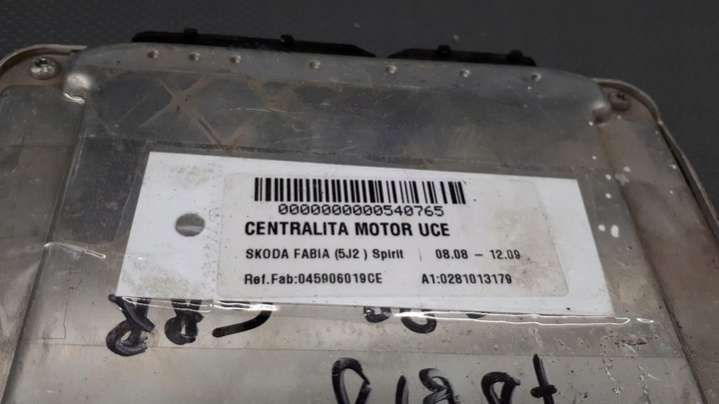 0000000000540765
CENTRALITA MOTOR UCE
SKODA FABIA (5J2 ) Spirit 08.08 - 12.09
Ref.Fab:045906019CE A1:0281013179